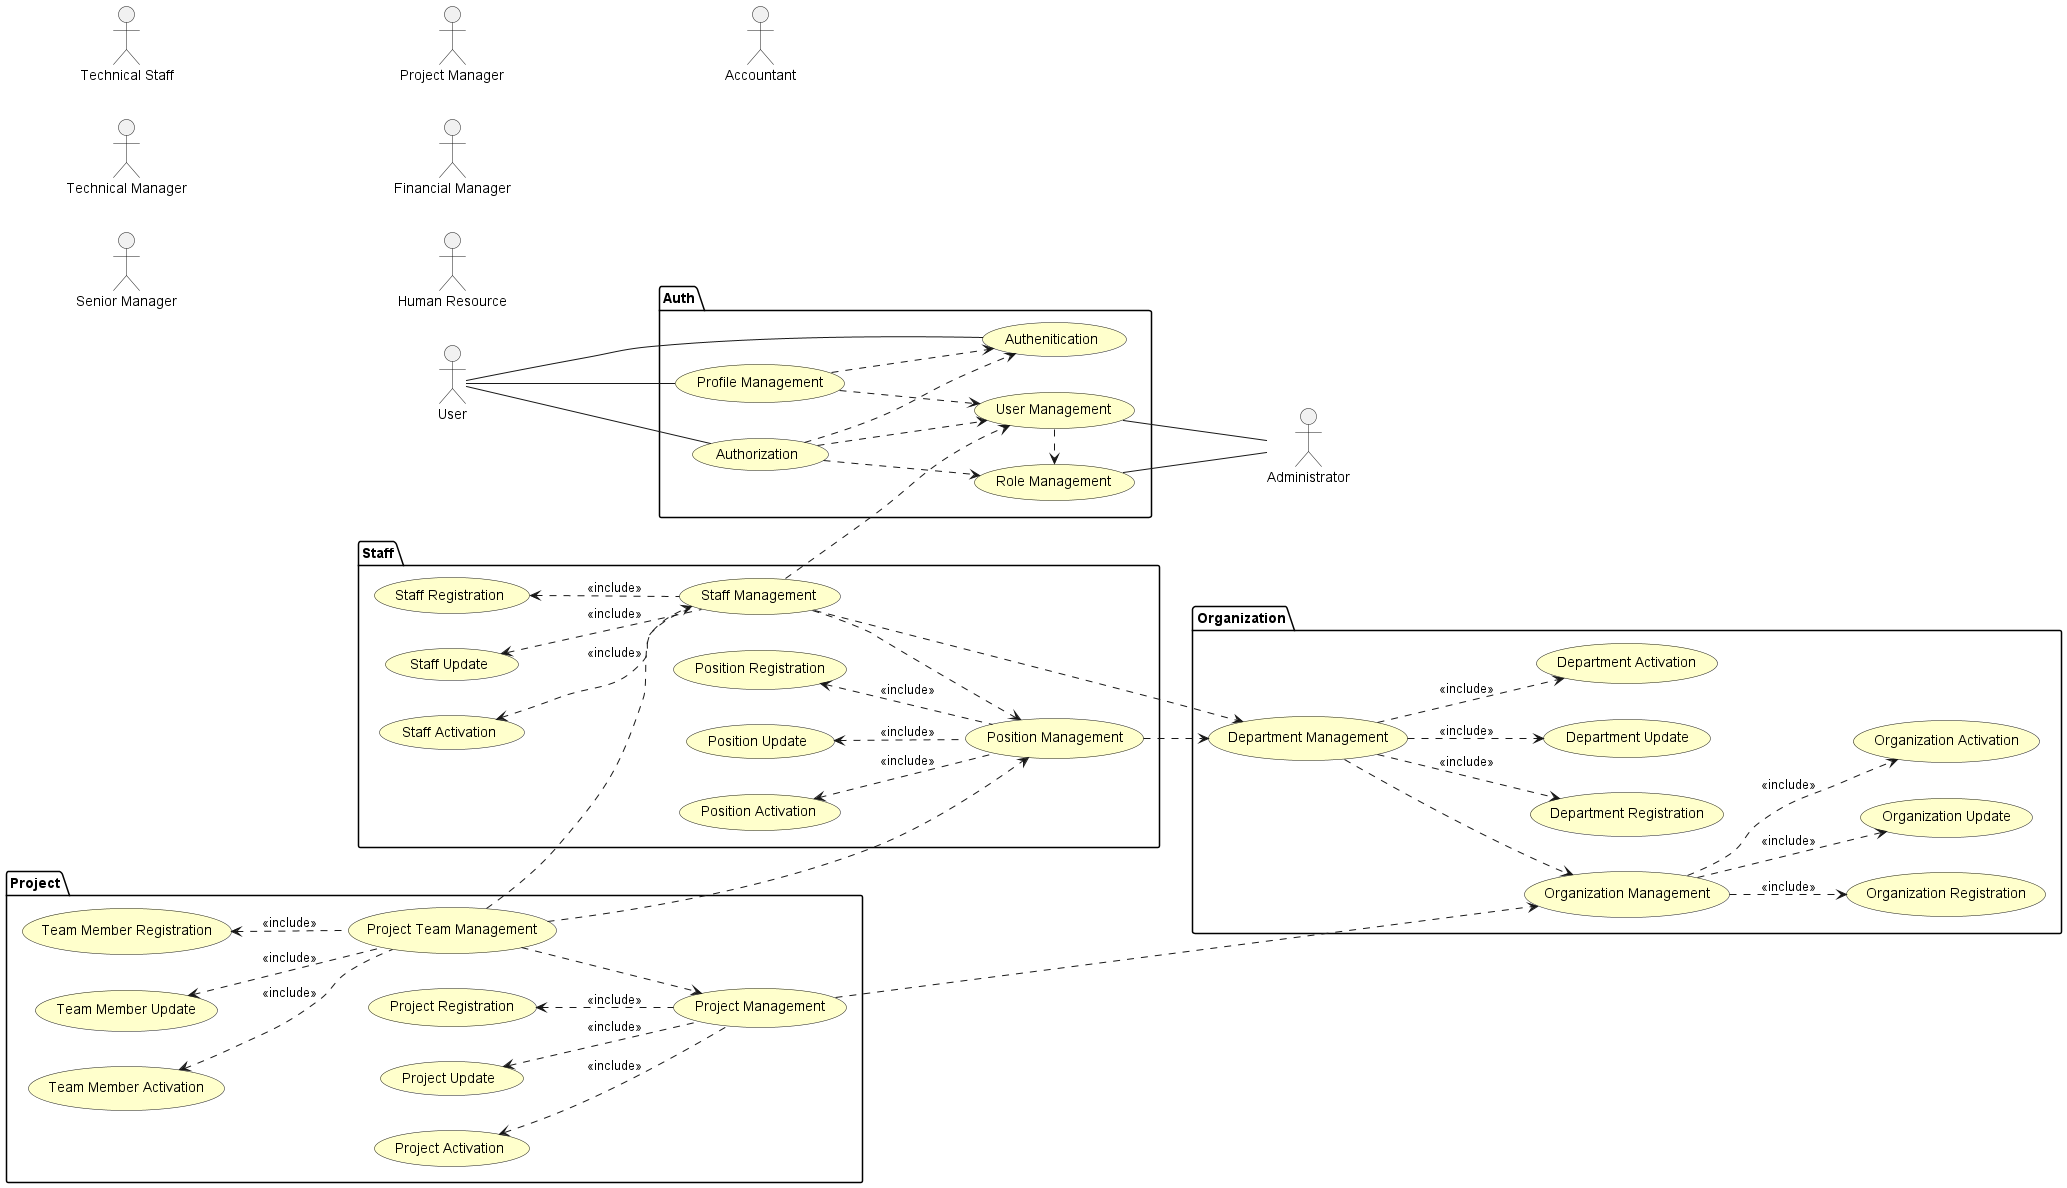 Technical Staff
Project Manager
Accountant
Technical Manager
Financial Manager
Senior Manager
Human Resource
User
Administrator
Auth
Authenitication
Profile Management
User Management
Authorization
Role Management
Staff
Staff Registration
«include»
Staff Management
«include»
Staff Update
«include»
Staff Activation
Position Registration
«include»
Position Update
«include»
Position Management
«include»
Position Activation
Organization
Department Activation
«include»
Department Management
«include»
Department Update
«include»
Department Registration
Organization Activation
«include»
Organization Update
«include»
Organization Management
«include»
Organization Registration
Project
Team Member Registration
«include»
Project Team Management
«include»
Team Member Update
«include»
Team Member Activation
Project Registration
«include»
Project Management
«include»
Project Update
«include»
Project Activation